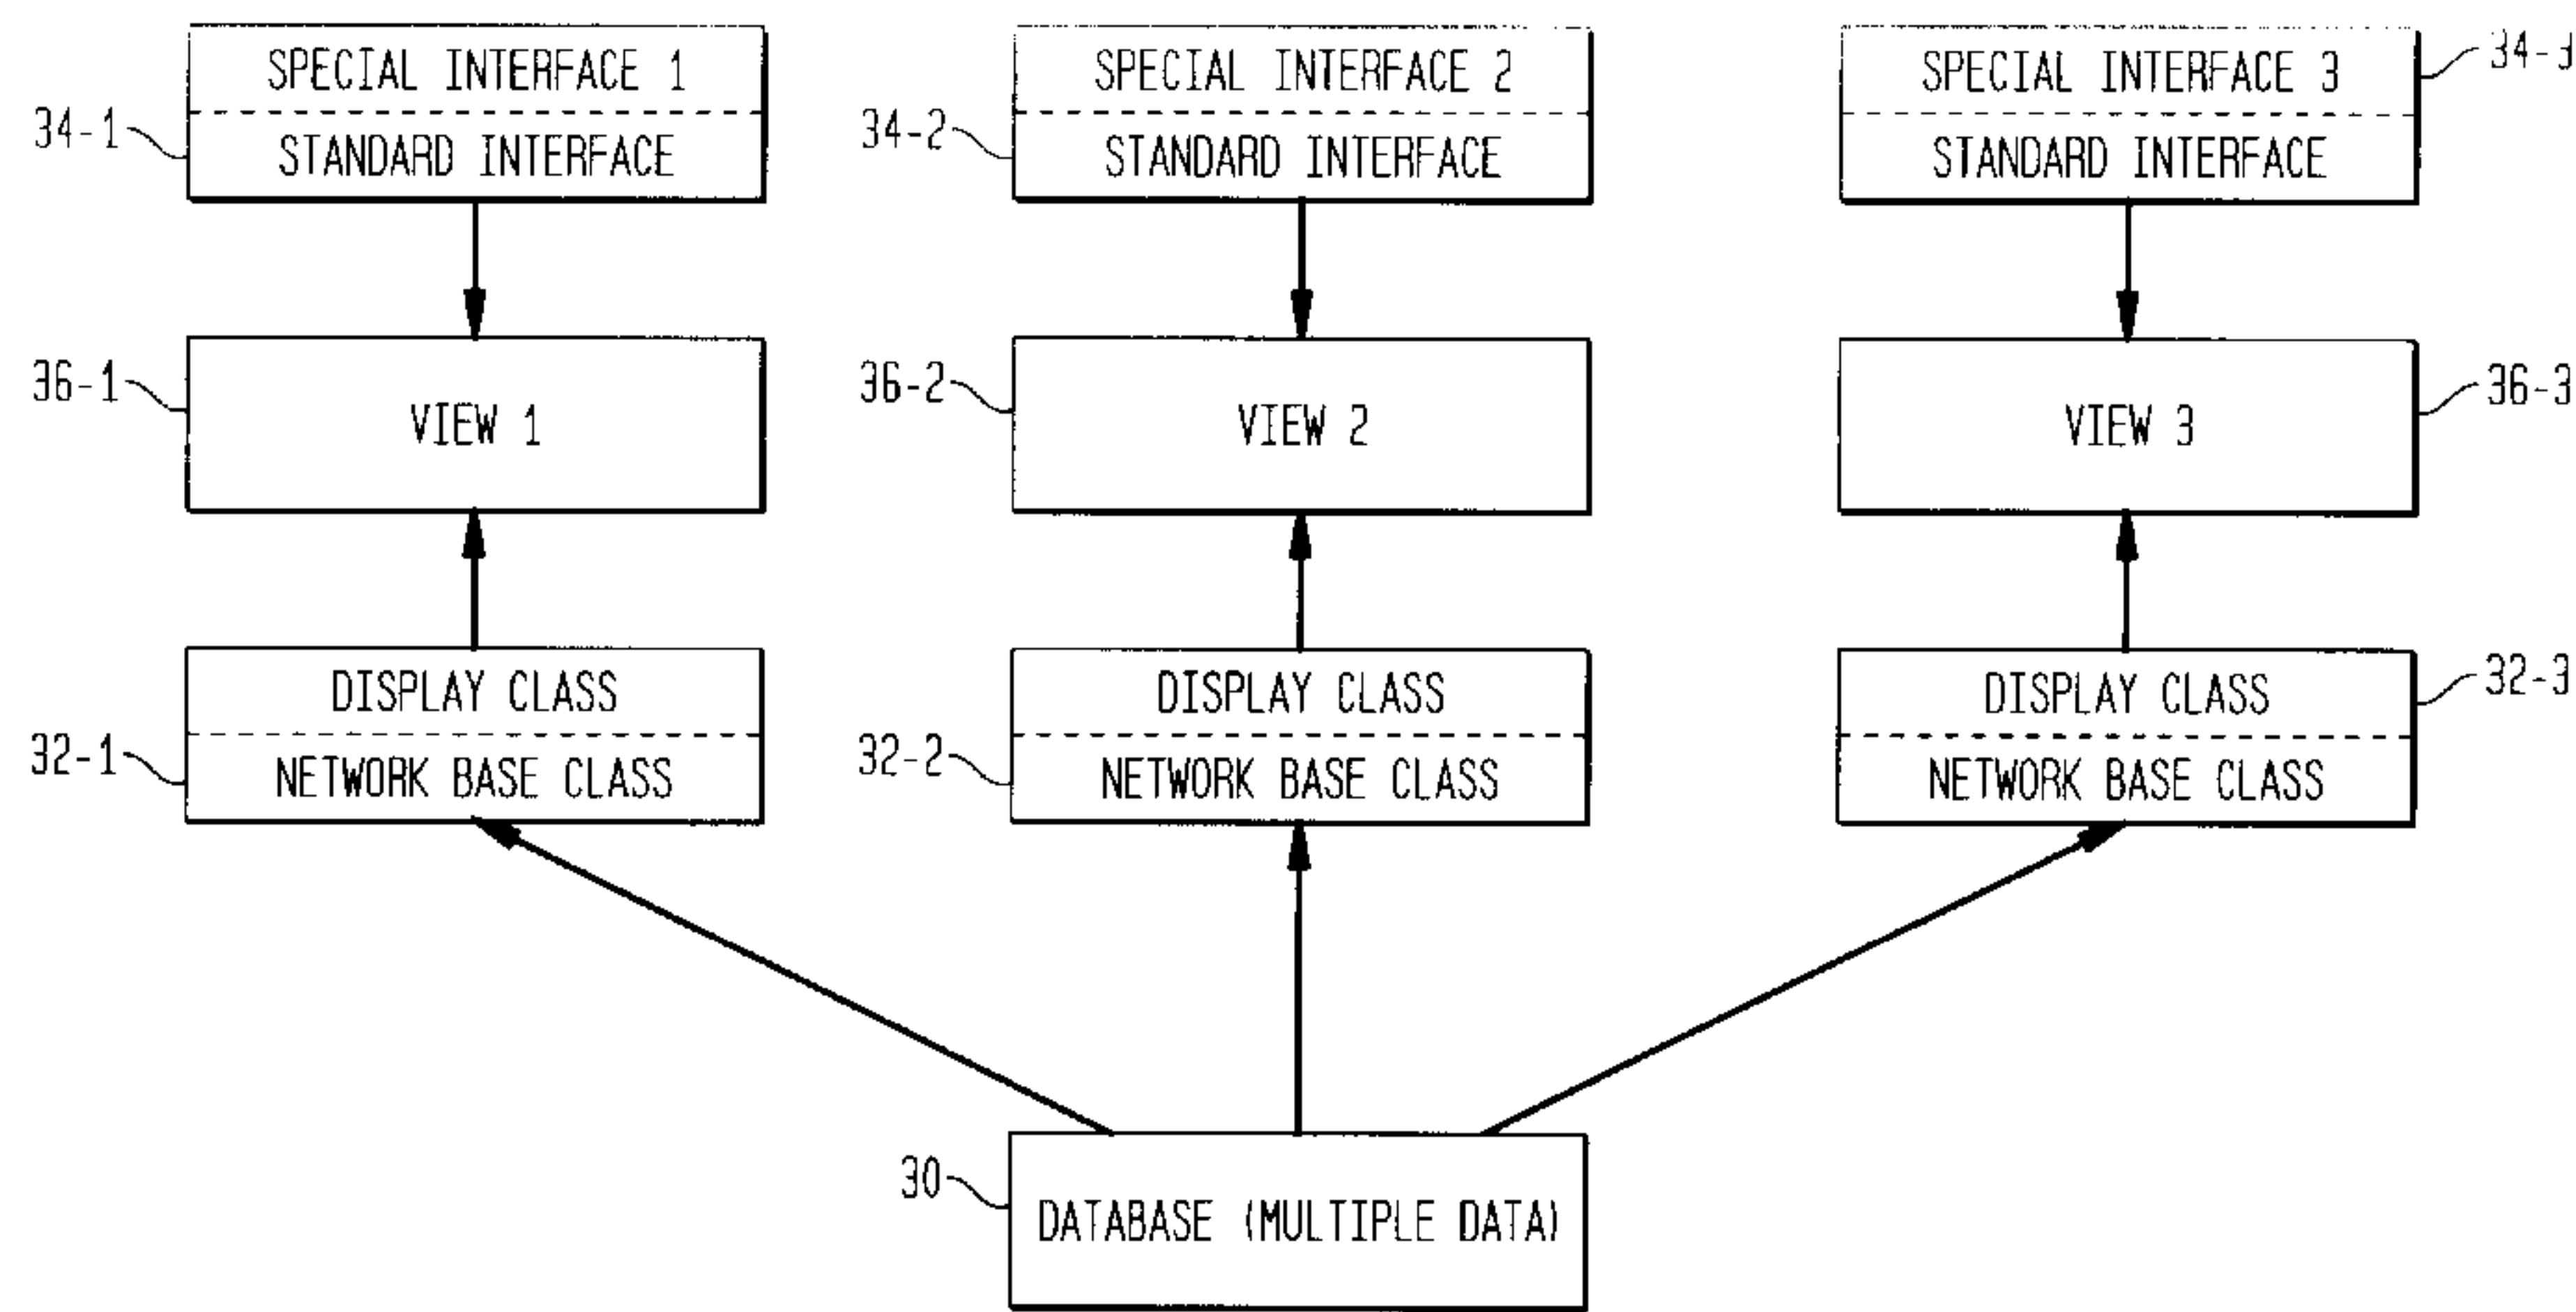 SPECIAL INTERFACE 1
STANDARD INTERFACE
34-1
SPECIAL INTERFACE 2
STANDARD INTERFACE
34-2
SPECIAL INTERFACE 3
STANDARD INTERFACE
34-3
36-1
VIEW 1
36-2
VIEW 2
VIEW 3
36-3
DISPLAY CLASS
NETWORK BASE CLASS
32-1
DISPLAY CLASS
NETWORK BASE CLASS
32-2
DISPLAY CLASS
NETWORK BASE CLASS
32-3
30
DATABASE (MULTIPLE DATA)